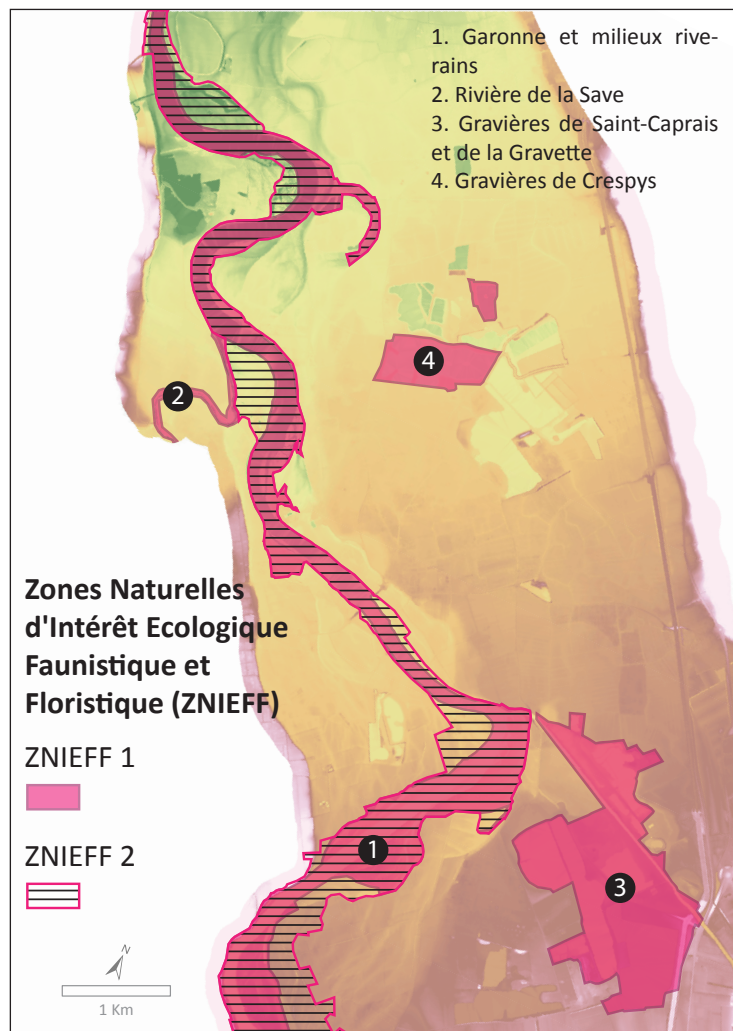 1. Garonne et milieux rive-
rains
2. Rivière de la Save
3. Gravières de Saint-Caprais
et de la Gravette
4. Gravières de Crespys
4
2
Zones Naturelles
d'Intérêt Ecologique
Faunistique et
Floristique (ZNIEFF)
ZNIEFF 1
ZNIEFF 2
1
3
N
1 Km